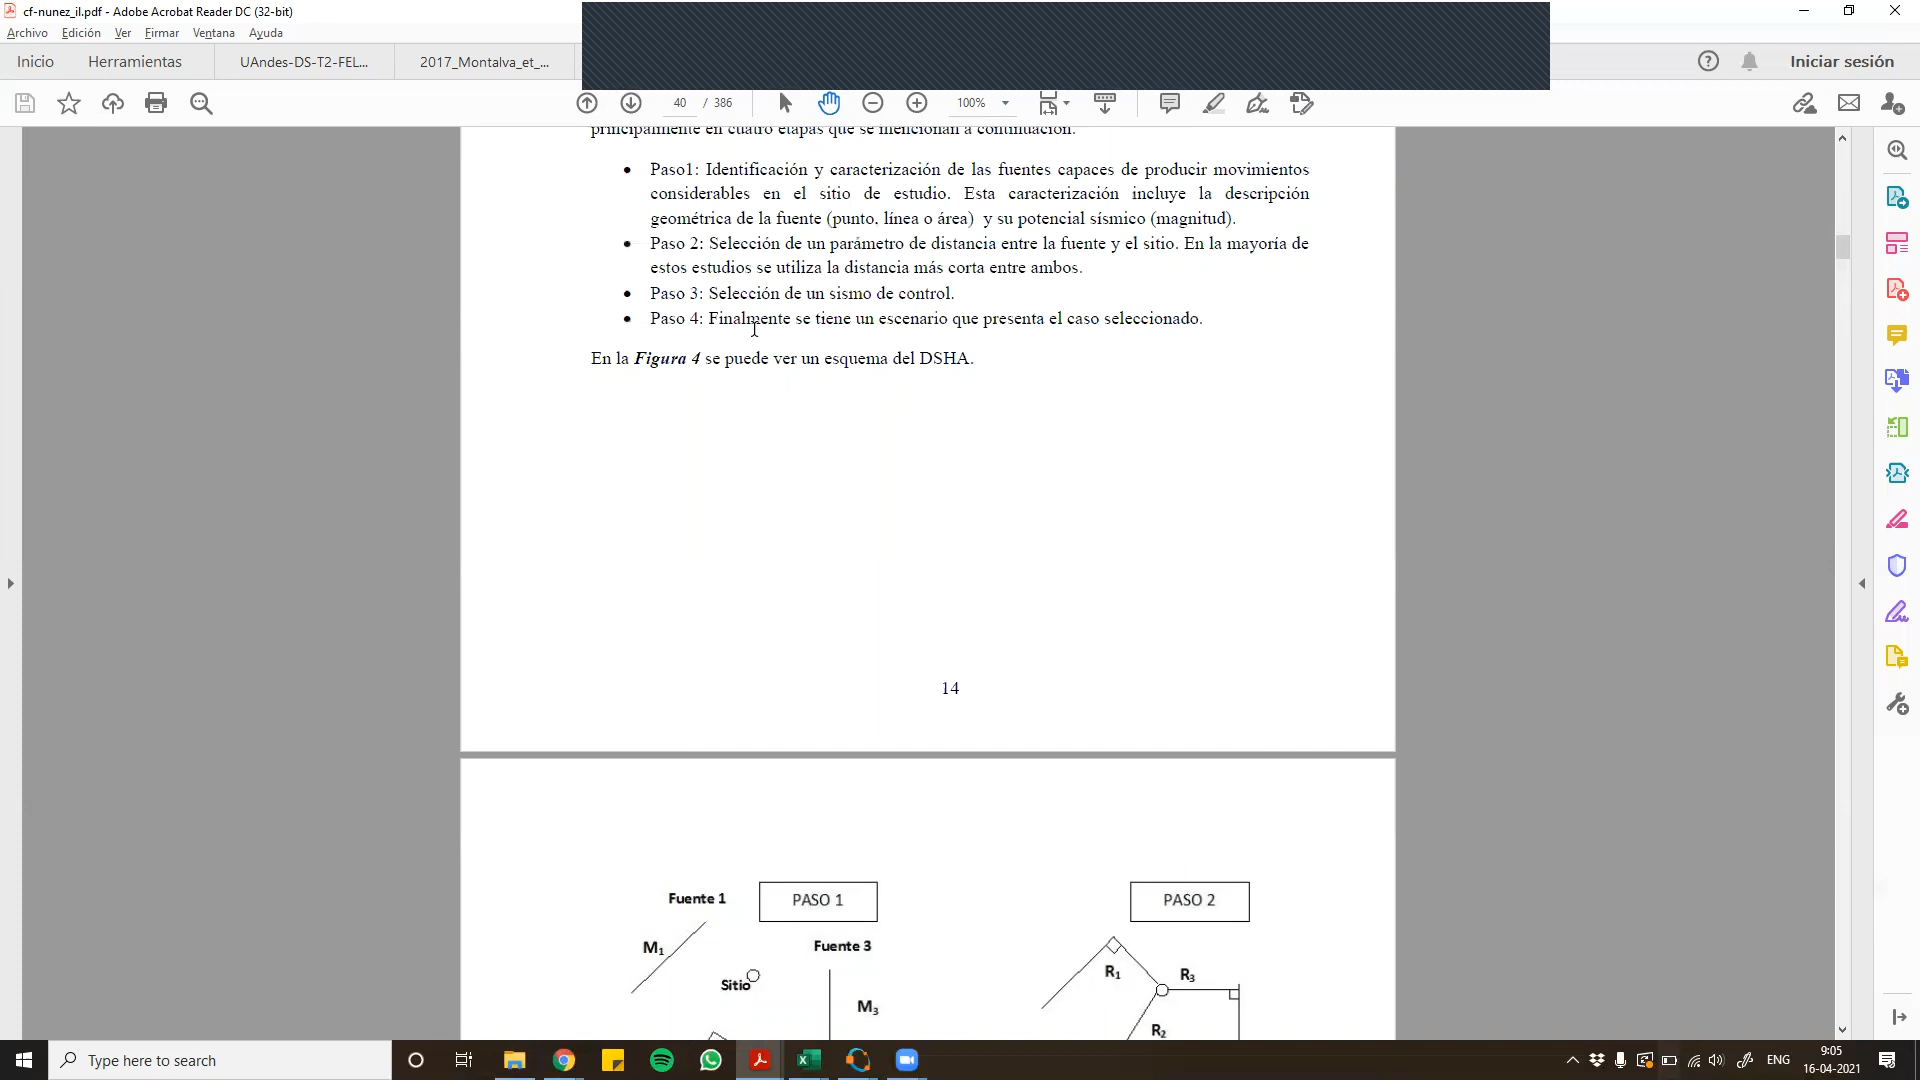 cf-nunez_il.pdf - Adobe Acrobat Reader DC (32-bit)
Archivo Edición Ver Firmar Ventana Ayuda
Inicio Herramientas UAndes-DS-T2-FEL... 2017_Montalva_et_... Iniciar sesión
40 / 386 100%
principalmente en cuatro etapas que se mencionan a continuación.
• Paso1: Identificación y caracterización de las fuentes capaces de producir movimientos
considerables en el sitio de estudio. Esta caracterización incluye la descripción
geométrica de la fuente (punto, línea o área) y su potencial sísmico (magnitud).
• Paso 2: Selección de un parámetro de distancia entre la fuente y el sitio. En la mayoría de
estos estudios se utiliza la distancia más corta entre ambos.
• Paso 3: Selección de un sismo de control.
• Paso 4: Finalmente se tiene un escenario que presenta el caso seleccionado.
En la Figura 4 se puede ver un esquema del DSHA.
14
Fuente 1 PASO 1 PASO 2
M1 Fuente 3
R1 R3
Sitio
M3
R2
Type here to search
ENG
9:05
16-04-2021